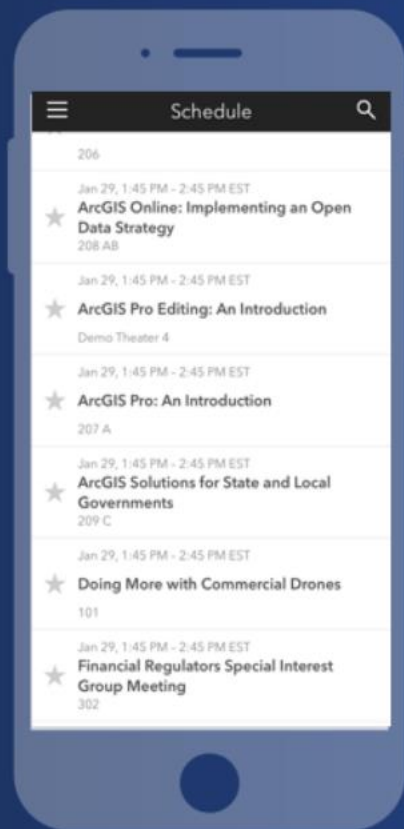 Schedule
206
Jan 29, 1:45 PM - 2:45 PM EST
ArcGIS Online: Implementing an Open
Data Strategy
208 AB
Jan 29, 1:45 PM - 2:45 PM EST
ArcGIS Pro Editing: An Introduction
Demo Theater 4
Jan 29, 1:45 PM - 2:45 PM EST
ArcGIS Pro: An Introduction
207 A
Jan 29, 1:45 PM - 2:45 PM EST
ArcGIS Solutions for State and Local
Governments
209 C
Jan 29, 1:45 PM - 2:45 PM EST
Doing More with Commercial Drones
101
Jan 29, 1:45 PM - 2:45 PM EST
Financial Regulators Special Interest
Group Meeting
302